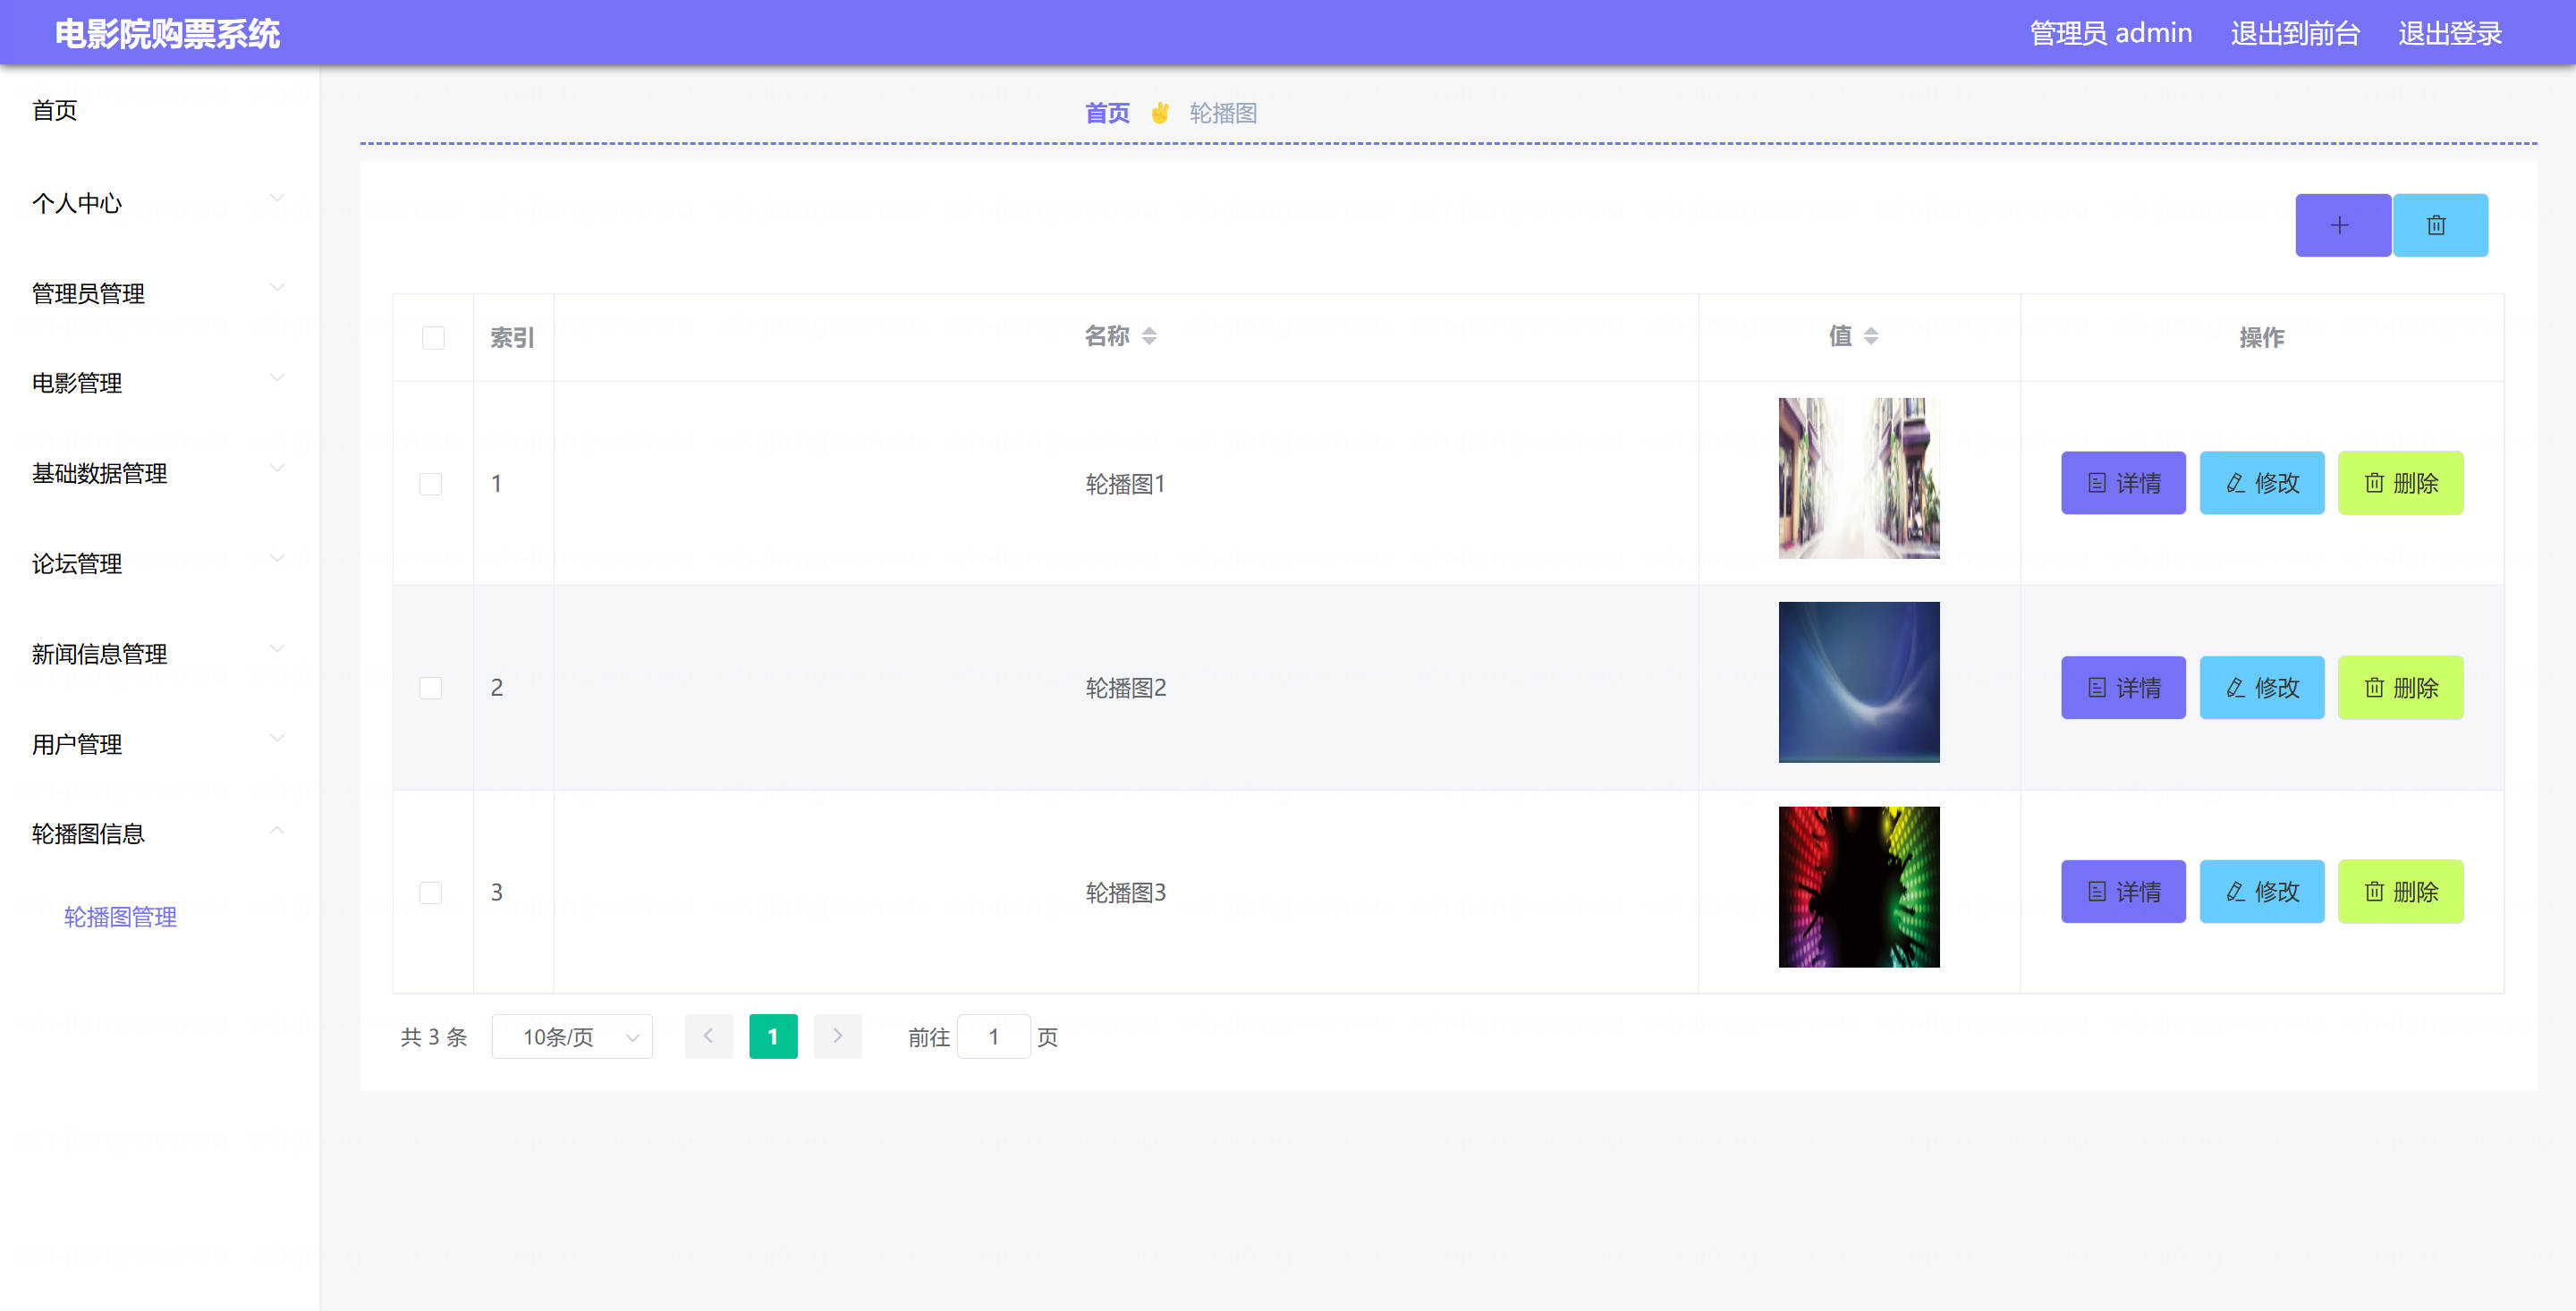 电影院购票系统
管理员 admin 退出到前台 退出登录
首页
个人中心
管理员管理
电影管理
基础数据管理
论坛管理
新闻信息管理
用户管理
轮播图信息
轮播图管理
首页 轮播图
索引 名称 值 操作
1 轮播图1 详情 修改 删除
2 轮播图2 详情 修改 删除
3 轮播图3 详情 修改 删除
共 3 条 10条/页 1 前往 1 页